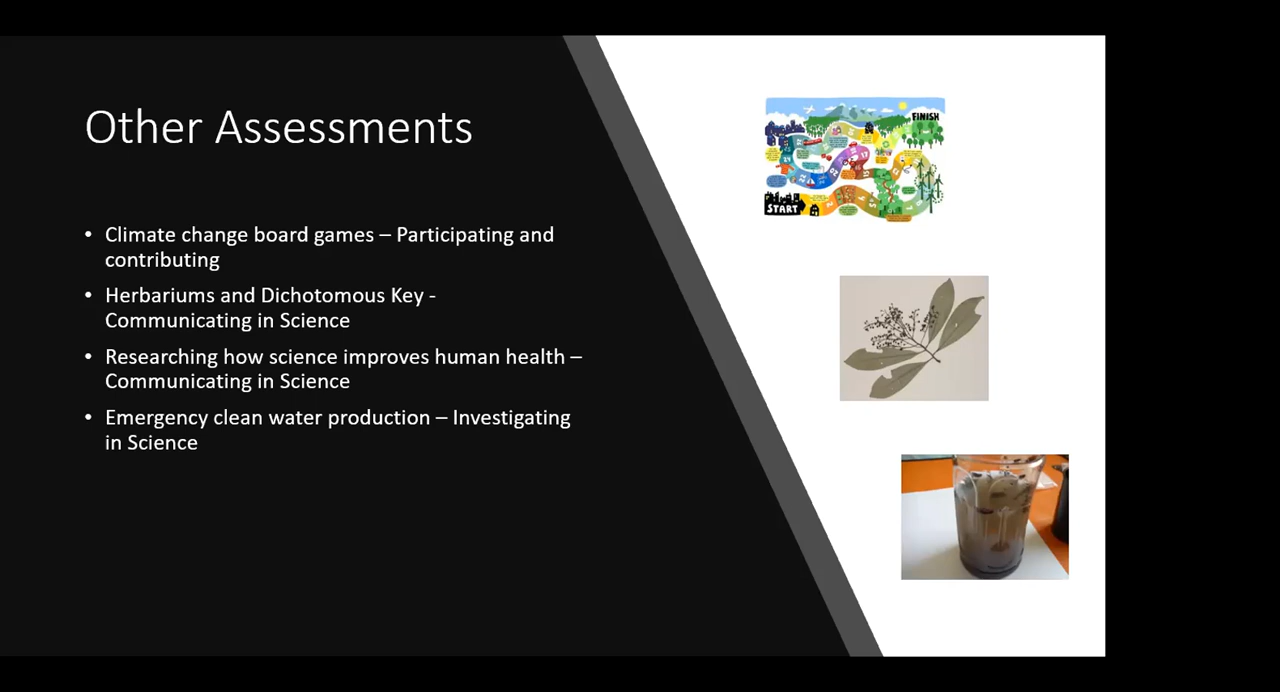 Other Assessments
• Climate change board games – Participating and
contributing
• Herbariums and Dichotomous Key -
Communicating in Science
• Researching how science improves human health –
Communicating in Science
• Emergency clean water production – Investigating
in Science
FINISH
START